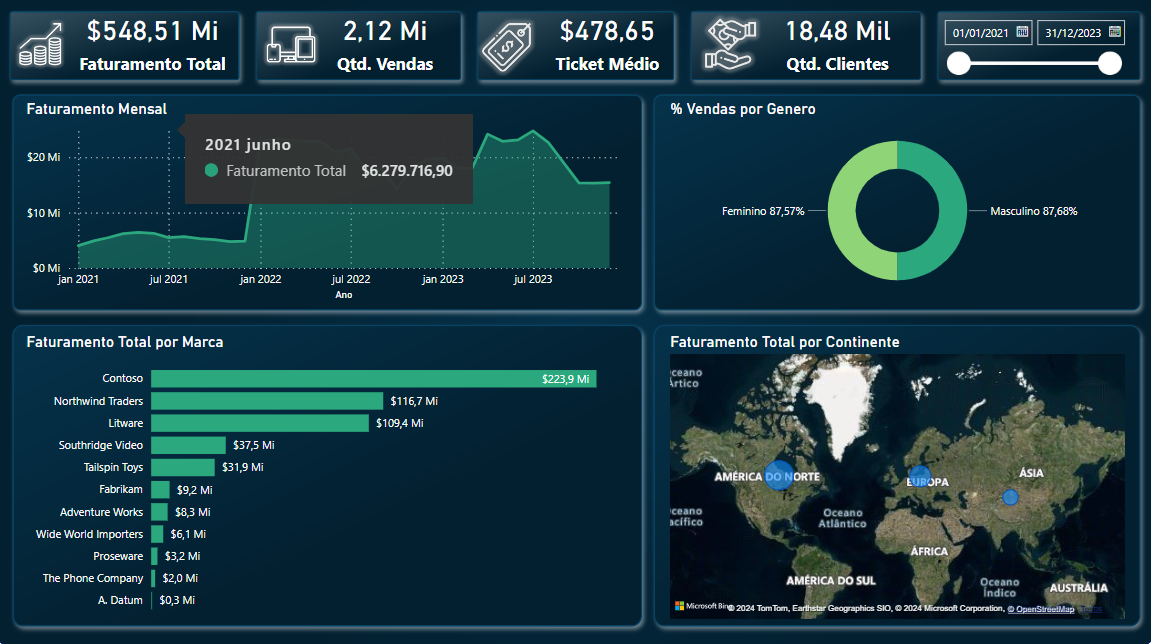 $548,51 Mi
Faturamento Total
2,12 Mi
Qtd. Vendas
$478,65
Ticket Médio
18,48 Mil
Qtd. Clientes
01/01/2021
31/12/2023
Faturamento Mensal
2021 junho
Faturamento Total $6.279.716,90
$20 Mi
$10 Mi
$0 Mi
jan 2021 jul 2021 jan 2022 jul 2022 jan 2023 jul 2023
Ano
% Vendas por Genero
Feminino 87,57%
Masculino 87,68%
Faturamento Total por Marca
Contoso $223,9 Mi
Northwind Traders $116,7 Mi
Litware $109,4 Mi
Southridge Video $37,5 Mi
Tailspin Toys $31,9 Mi
Fabrikam $9,2 Mi
Adventure Works $8,3 Mi
Wide World Importers $6,1 Mi
Proseware $3,2 Mi
The Phone Company $2,0 Mi
A. Datum $0,3 Mi
Faturamento Total por Continente
ceano
Ártico
AMÉRICA DO NORTE
EUROPA
ÁSIA
ceano
acífico
Oceano
Atlântico
ÁFRICA
AMÉRICA DO SUL
Oceano
Índico
AUSTRÁLIA
Microsoft Bing
© 2024 TomTom, Earthstar Geographics SIO, © 2024 Microsoft Corporation, © OpenStreetMap